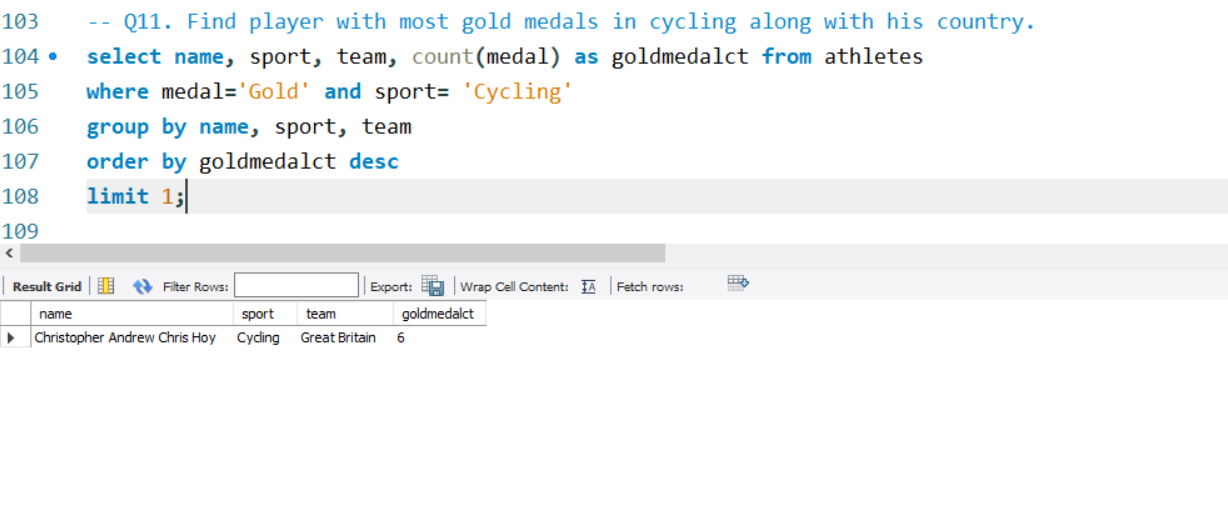 103 -- Q11. Find player with most gold medals in cycling along with his country.
104 select name, sport, team, count(medal) as goldmedalct from athletes
105 where medal='Gold' and sport= 'Cycling'
106 group by name, sport, team
107 order by goldmedalct desc
108 limit 1;
109
Result Grid Filter Rows: Export: Wrap Cell Content: Fetch rows:
name sport team goldmedalct
Christopher Andrew Chris Hoy Cycling Great Britain 6